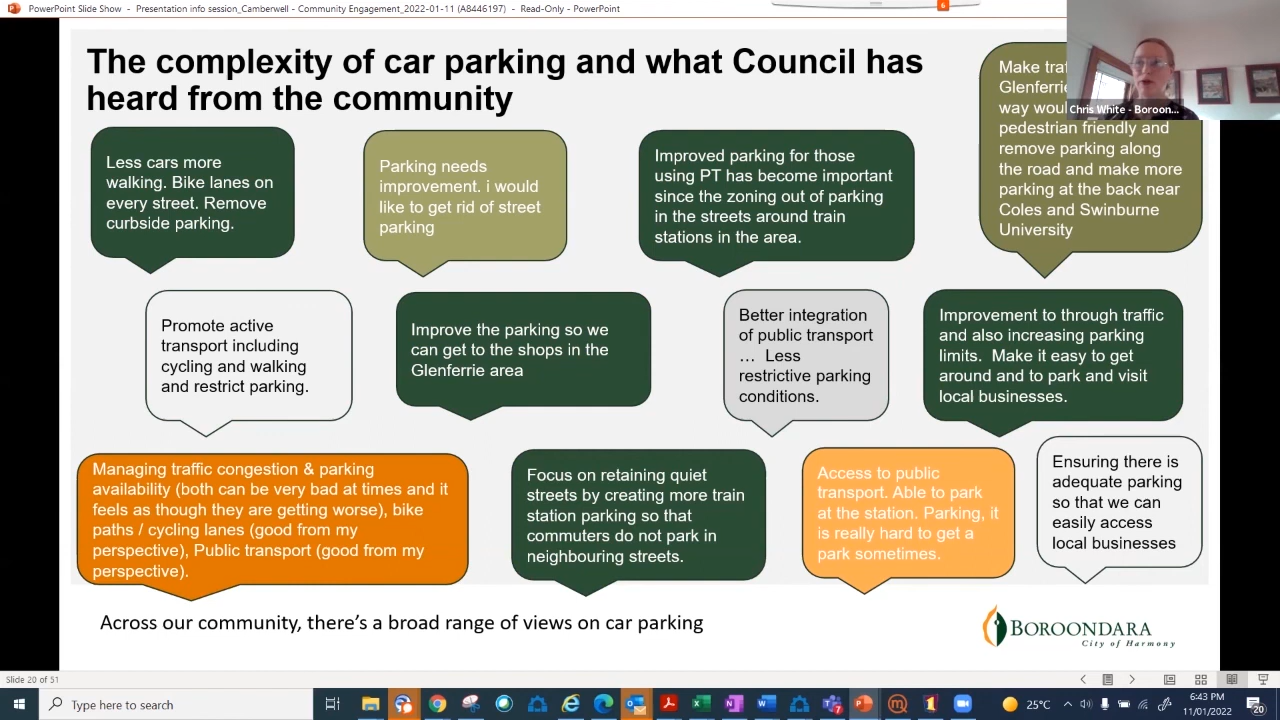 PowerPoint Slide Show - Presentation info session_Camberwell - Community Engagement_2022-01-11 (A8446197) - Read-Only - PowerPoint
6
The complexity of car parking and what Council has
heard from the community
Chris White - Boroon...
Less cars more
walking. Bike lanes on
every street. Remove
curbside parking.
Parking needs
improvement. i would
like to get rid of street
parking
Improved parking for those
using PT has become important
since the zoning out of parking
in the streets around train
stations in the area.
Make
Glenferrie
way
pedestrian friendly and
remove parking along
the road and make more
parking at the back near
Coles and Swinburne
University
Promote active
transport including
cycling and walking
and restrict parking.
Improve the parking so we
can get to the shops in the
Glenferrie area
Better integration
of public transport
… Less
restrictive parking
conditions.
Improvement to through traffic
and also increasing parking
limits. Make it easy to get
around and to park and visit
local businesses.
Managing traffic congestion & parking
availability (both can be very bad at times and it
feels as though they are getting worse), bike
paths / cycling lanes (good from my
perspective), Public transport (good from my
perspective).
Focus on retaining quiet
streets by creating more train
station parking so that
commuters do not park in
neighbouring streets.
Access to public
transport. Able to park
at the station. Parking, it
is really hard to get a
park sometimes.
Ensuring there is
adequate parking
so that we can
easily access
local businesses
Across our community, there's a broad range of views on car parking
BOROONDARA
City of Harmony
Slide 20 of 51
Type here to search
25°C
6:43 PM
11/01/2022
20